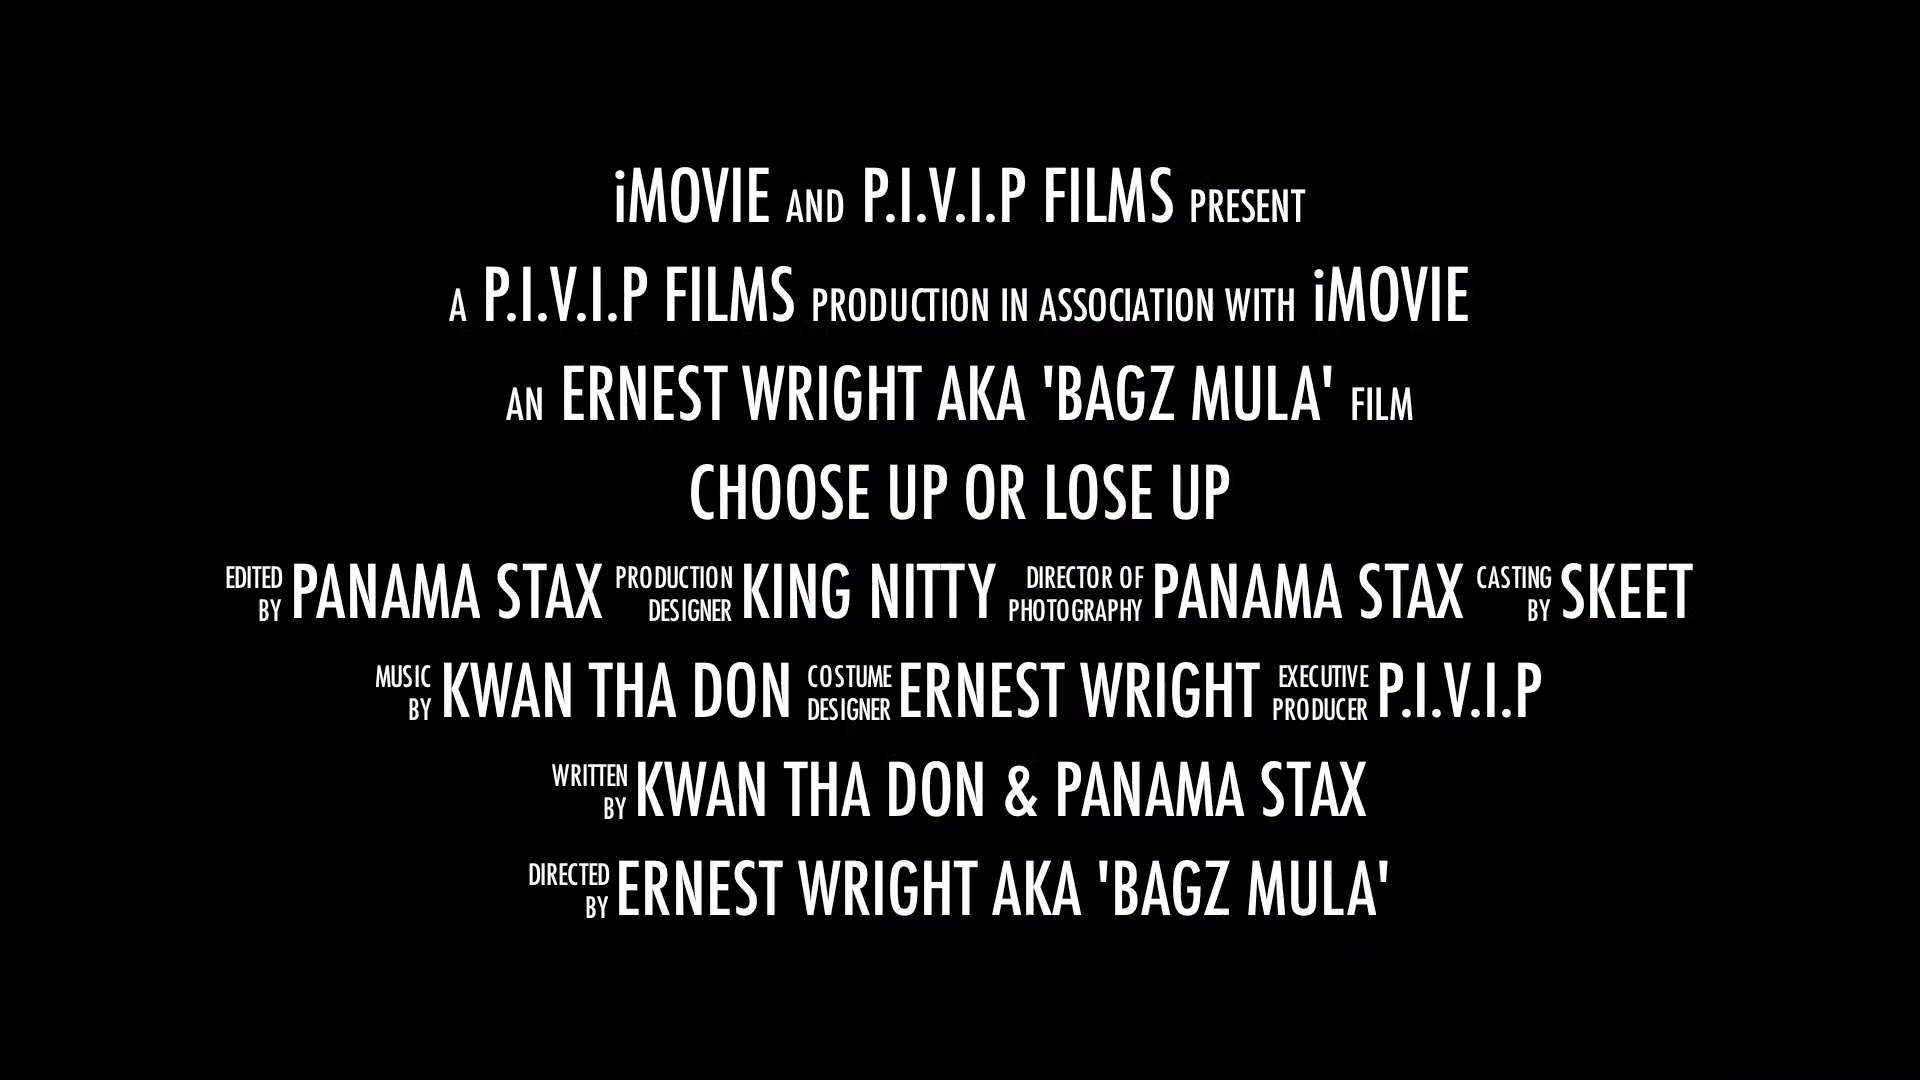 iMOVIE AND P.I.V.I.P FILMS PRESENT
A P.I.V.I.P FILMS PRODUCTION IN ASSOCIATION WITH iMOVIE
AN ERNEST WRIGHT AKA 'BAGZ MULA' FILM
CHOOSE UP OR LOSE UP
EDITED BY PANAMA STAX PRODUCTION DESIGNER KING NITTY DIRECTOR OF PHOTOGRAPHY PANAMA STAX CASTING BY SKEET
MUSIC BY KWAN THA DON COSTUME DESIGNER ERNEST WRIGHT EXECUTIVE PRODUCER P.I.V.I.P
WRITTEN BY KWAN THA DON & PANAMA STAX
DIRECTED BY ERNEST WRIGHT AKA 'BAGZ MULA'